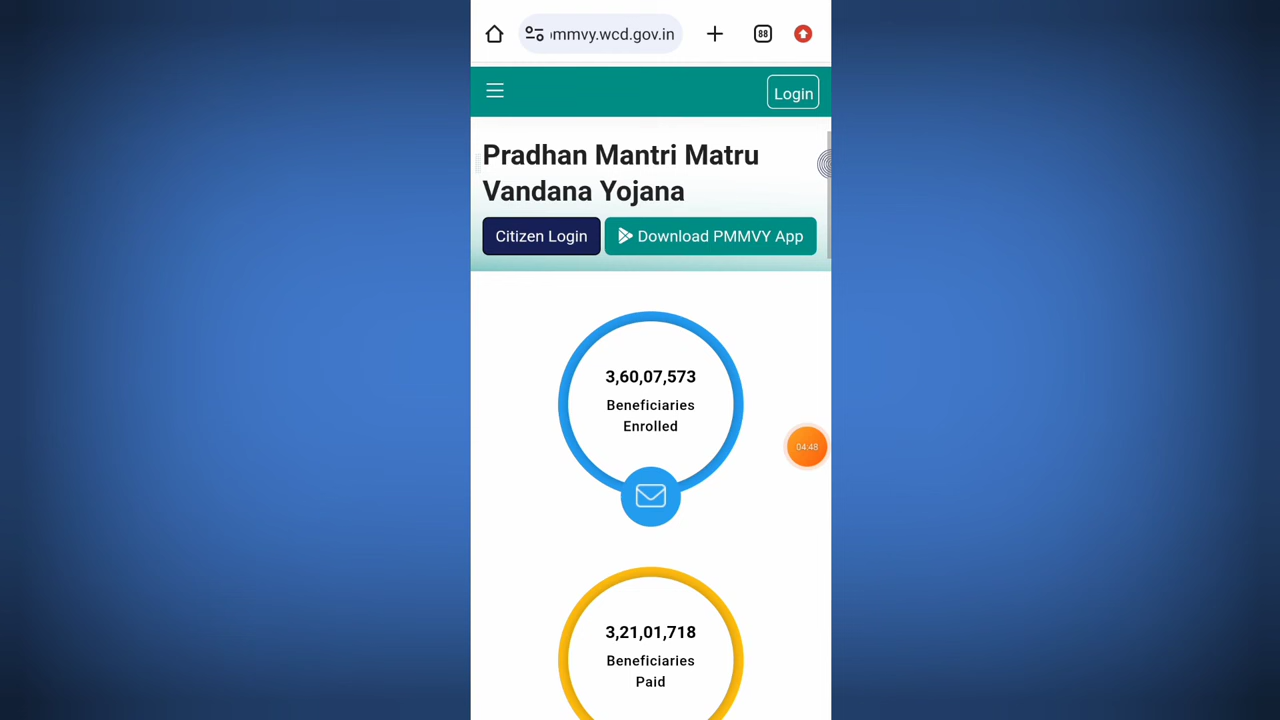 mmvy.wcd.gov.in
88
Login
Pradhan Mantri Matru
Vandana Yojana
Citizen Login
Download PMMVY App
3,60,07,573
Beneficiaries
Enrolled
04:48
3,21,01,718
Beneficiaries
Paid